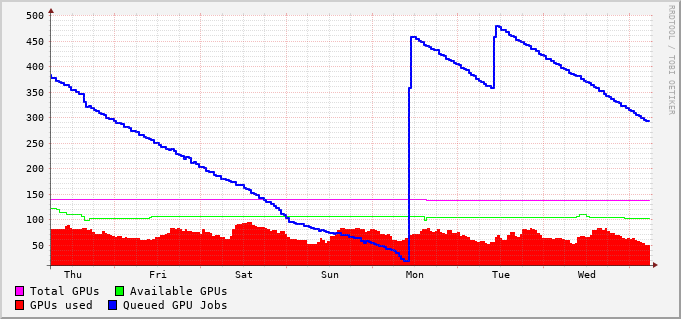 500
450
400
350
300
250
200
150
100
50
Thu Fri Sat Sun Mon Tue Wed
Total GPUs Available GPUs
GPUs used Queued GPU Jobs
RRDTOOL / TOBI OETIKER